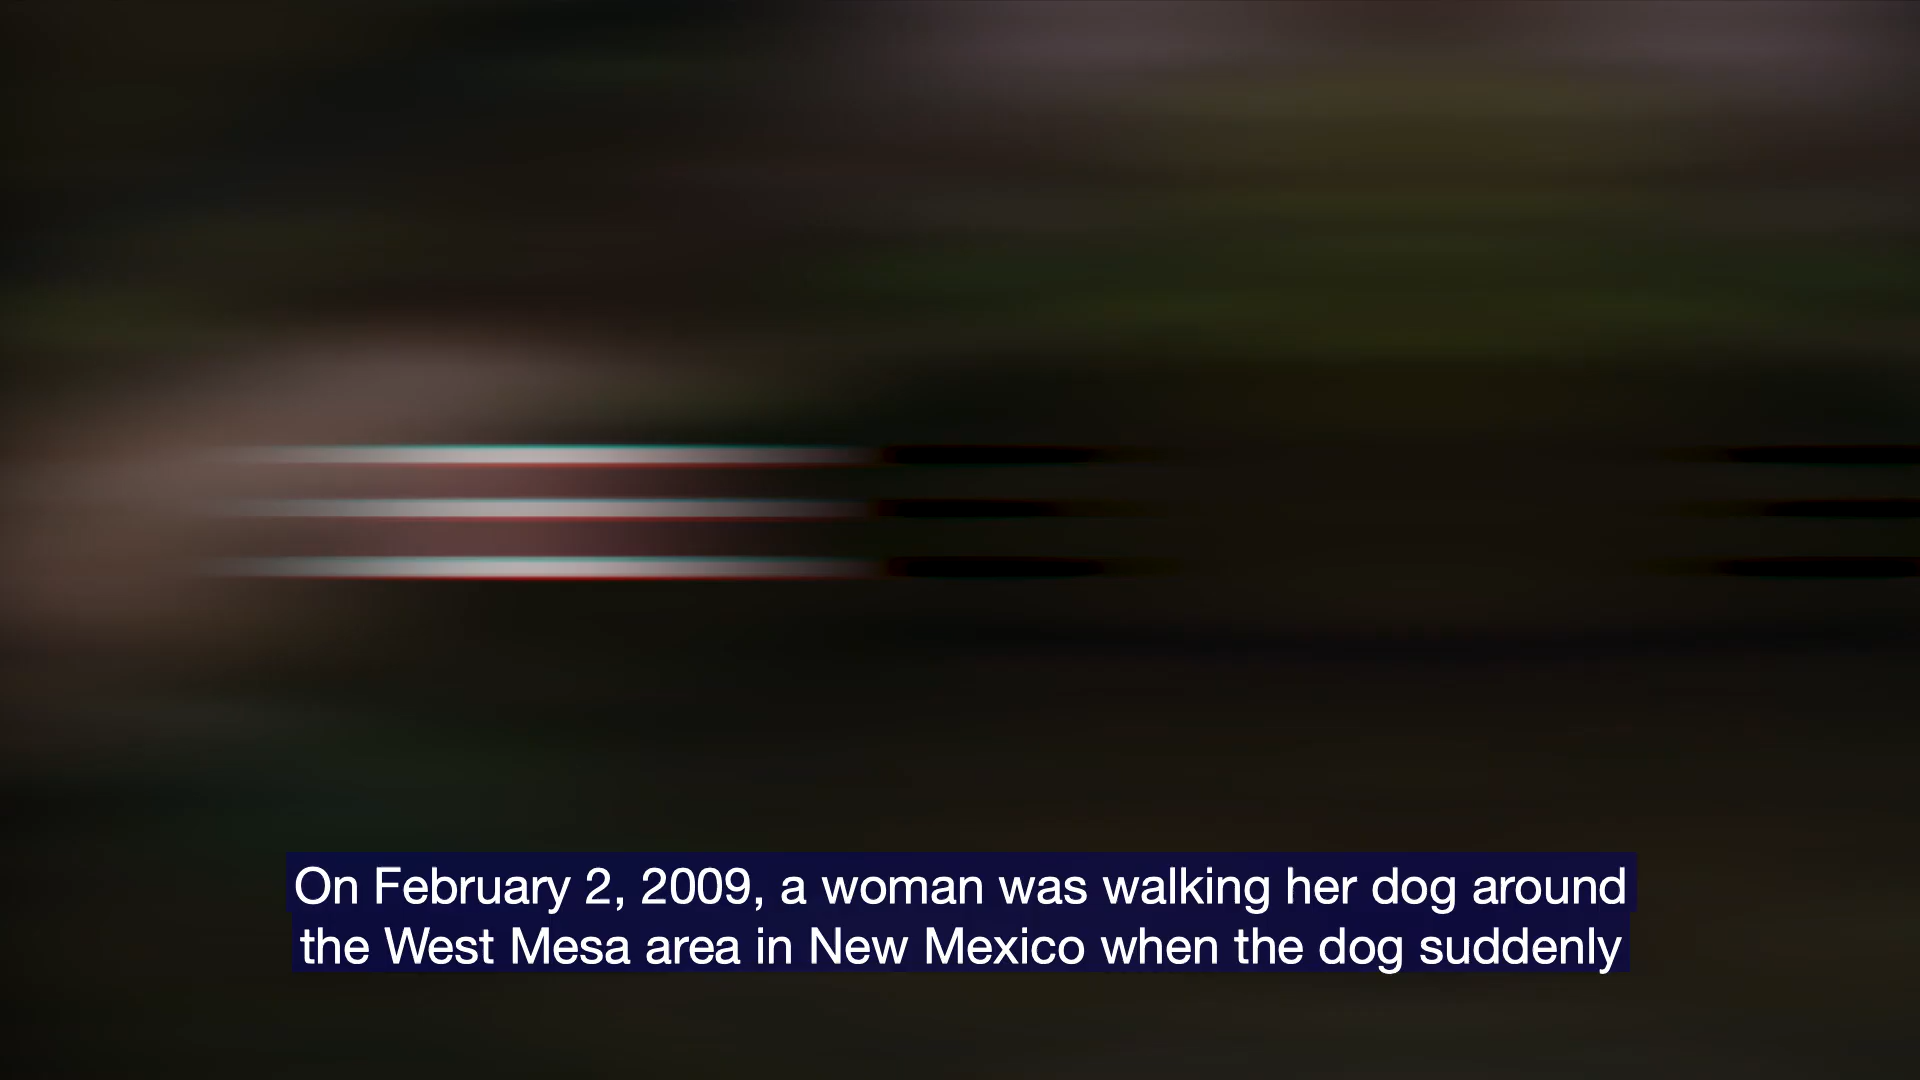 On February 2, 2009, a woman was walking her dog around
the West Mesa area in New Mexico when the dog suddenly